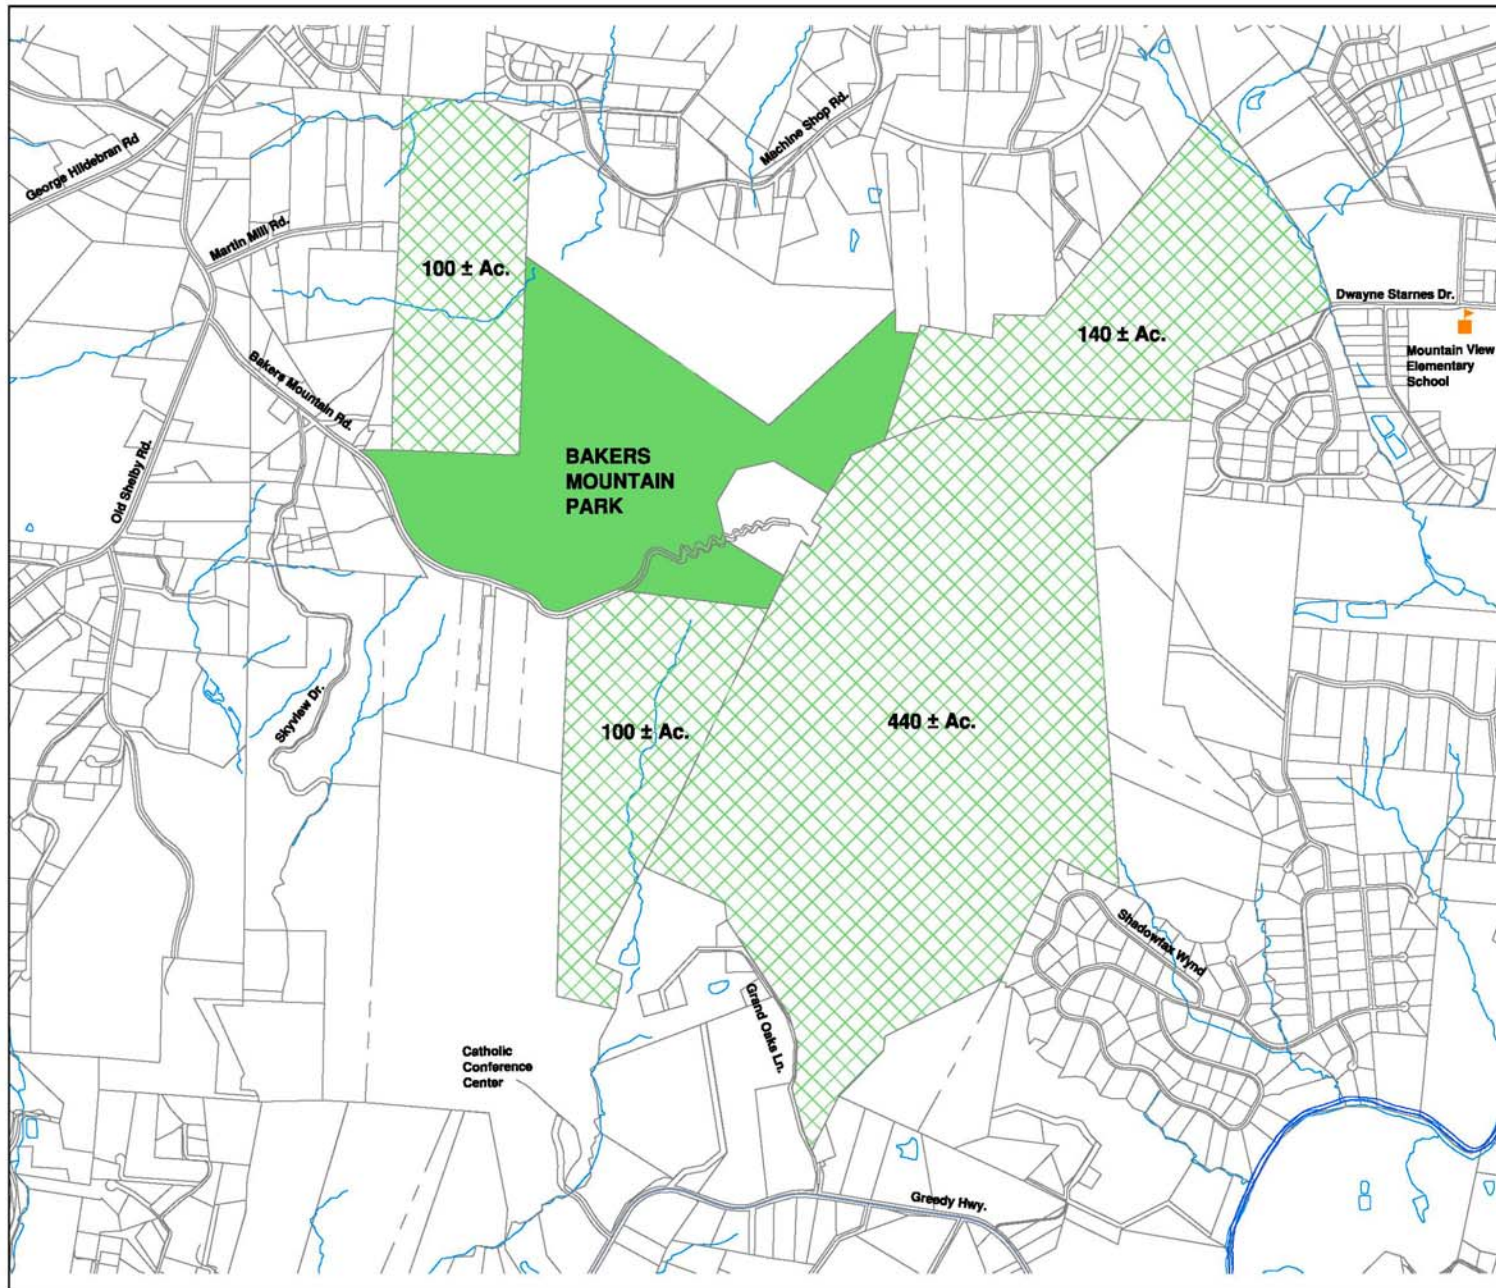 Machine Shop Rd.
George Hildebran Rd
Martin Mill Rd.
100 ± Ac.
Dwayne Starnes Dr.
140 ± Ac.
Mountain View
Elementary
School
Bakers Mountain Rd.
Old Shelby Rd.
BAKERS
MOUNTAIN
PARK
Skyview Dr.
100 ± Ac.
440 ± Ac.
Shadowfax Wynd
Grand Oaks Ln.
Catholic
Conference
Center
Greedy Hwy.